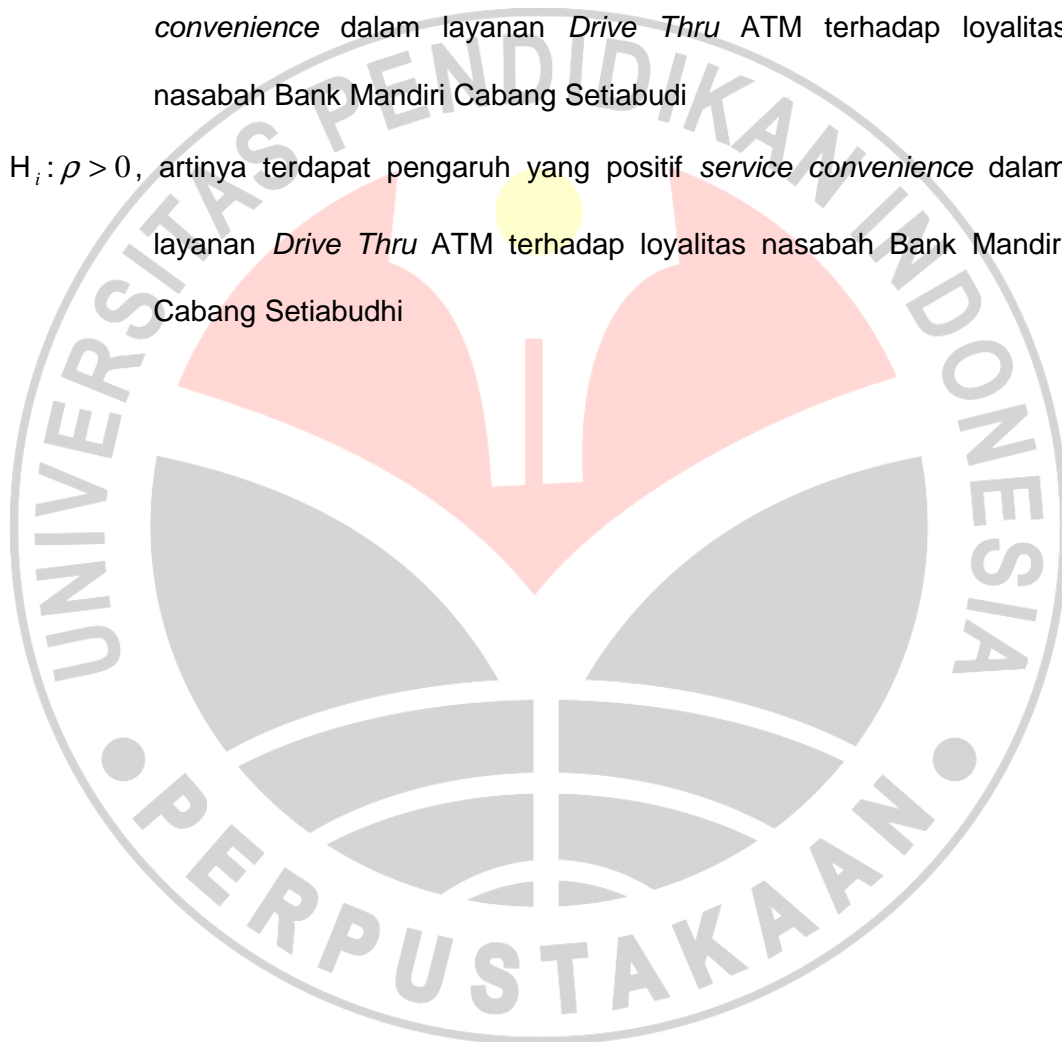 convenience dalam layanan Drive Thru ATM terhadap loyalitas
nasabah Bank Mandiri Cabang Setiabudi
H_i : ρ > 0, artinya terdapat pengaruh yang positif service convenience dalam
layanan Drive Thru ATM terhadap loyalitas nasabah Bank Mandiri
Cabang Setiabudhi
UNIVERSITAS PENDIDIKAN INDONESIA
PERPUSTAKAAN